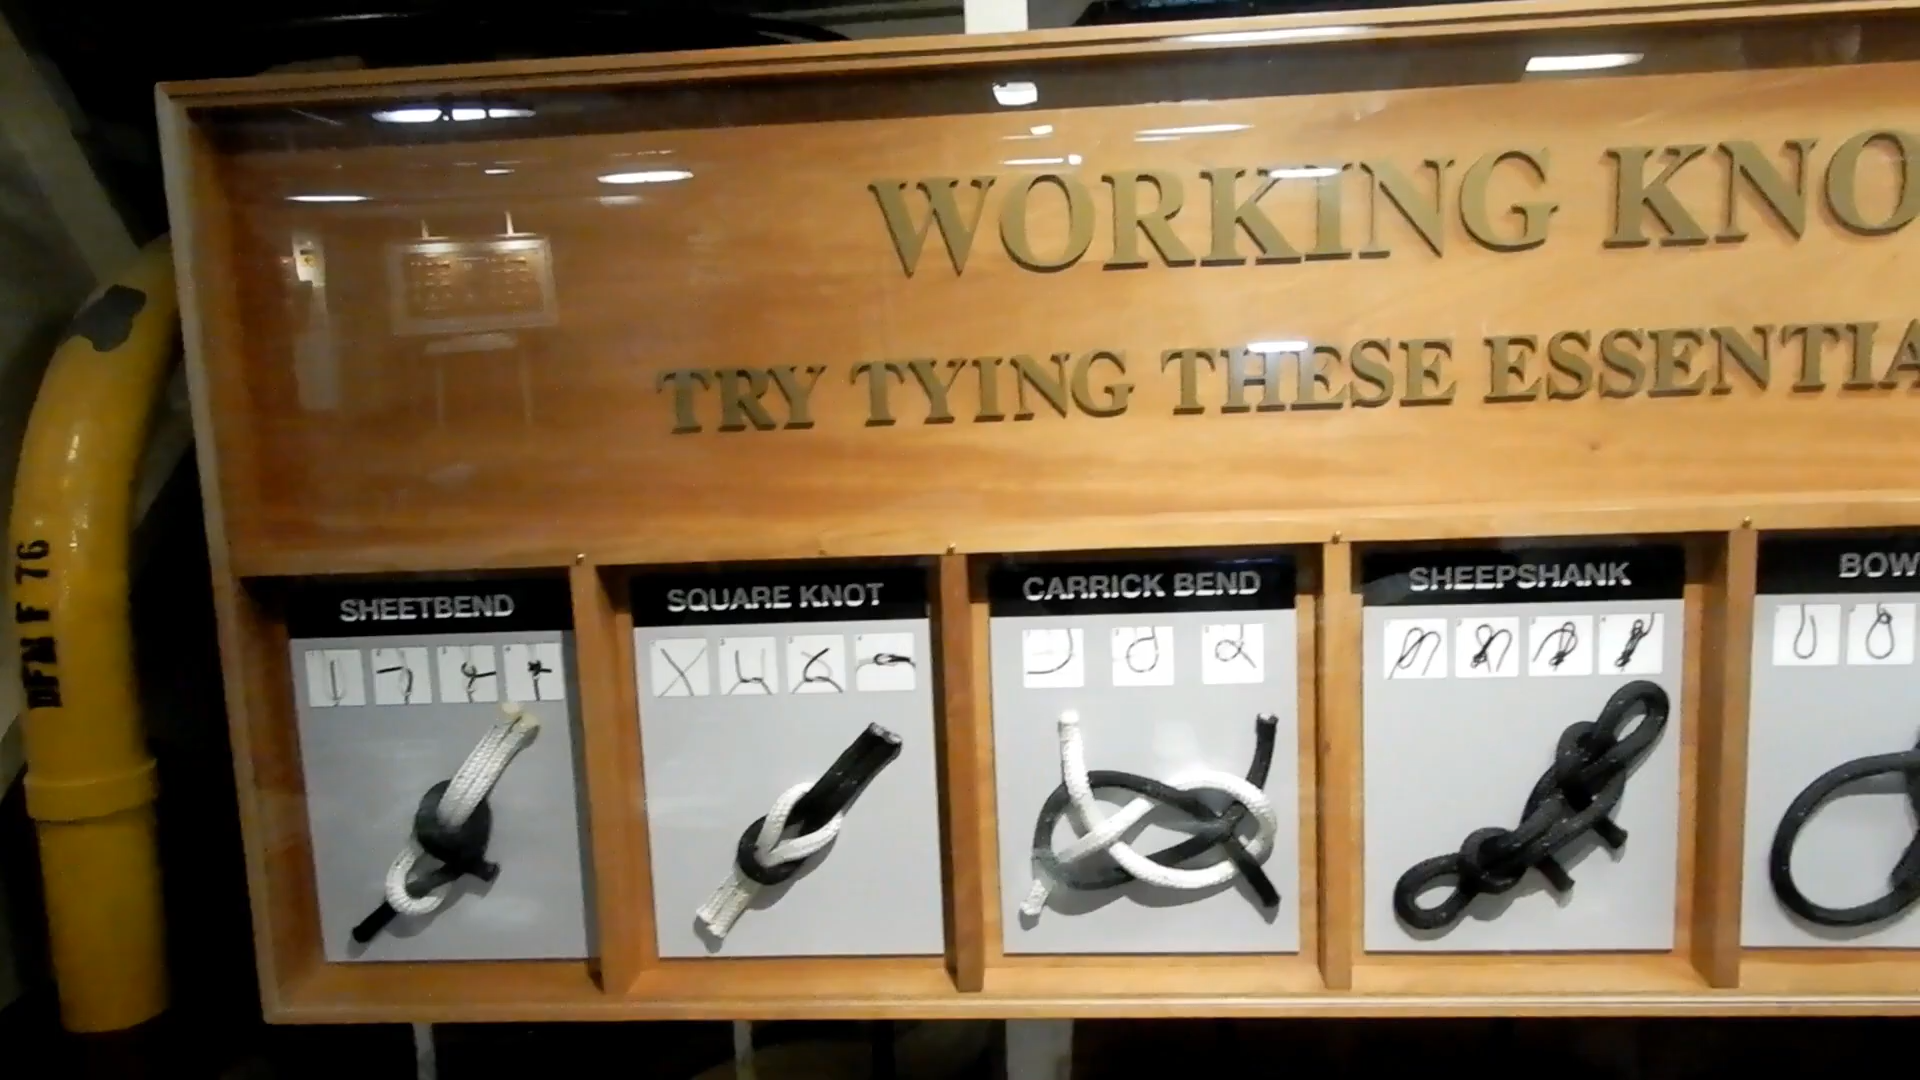 WORKING KNO
TRY TYING THESE ESSENTIA
SHEETBEND
SQUARE KNOT
CARRICK BEND
SHEEPSHANK
BOW
DFM F 76